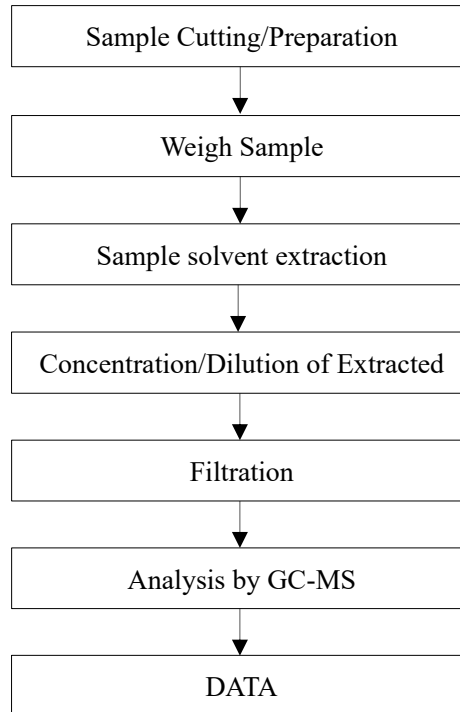 Sample Cutting/Preparation
Weigh Sample
Sample solvent extraction
Concentration/Dilution of Extracted
Filtration
Analysis by GC-MS
DATA